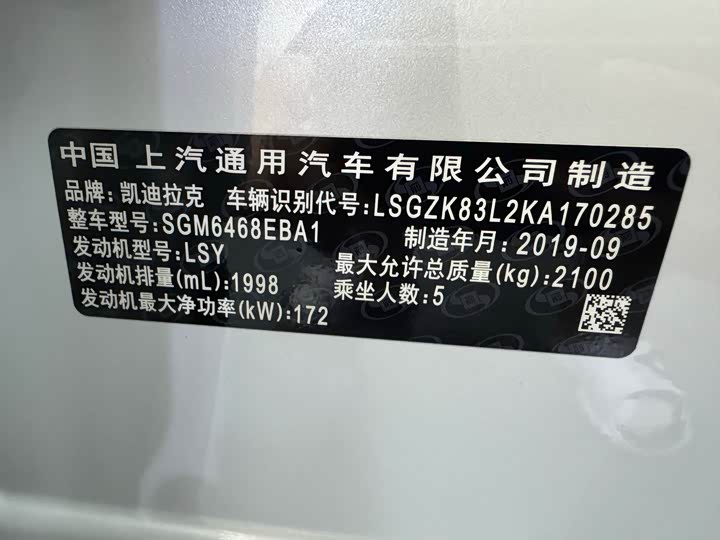 中国 上汽通用汽车有限公司制造
品牌: 凯迪拉克 车辆识别代号:LSGZK83L2KA170285
整车型号:SGM6468EBA1 制造年月:2019-09
发动机型号:LSY 最大允许总质量(kg):2100
发动机排量(mL):1998 乘坐人数:5
发动机最大净功率(kW):172